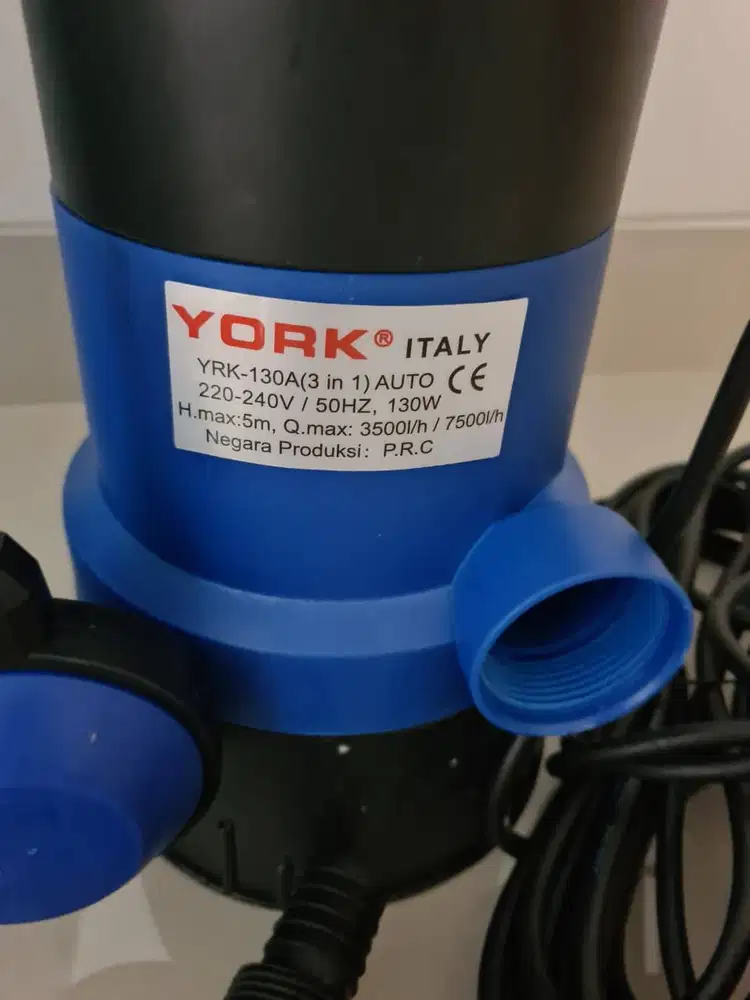 YORK® ITALY
YRK-130A(3 in 1) AUTO CE
220-240V / 50HZ, 130W
H.max:5m, Q.max: 3500l/h / 7500l/h
Negara Produksi: P.R.C